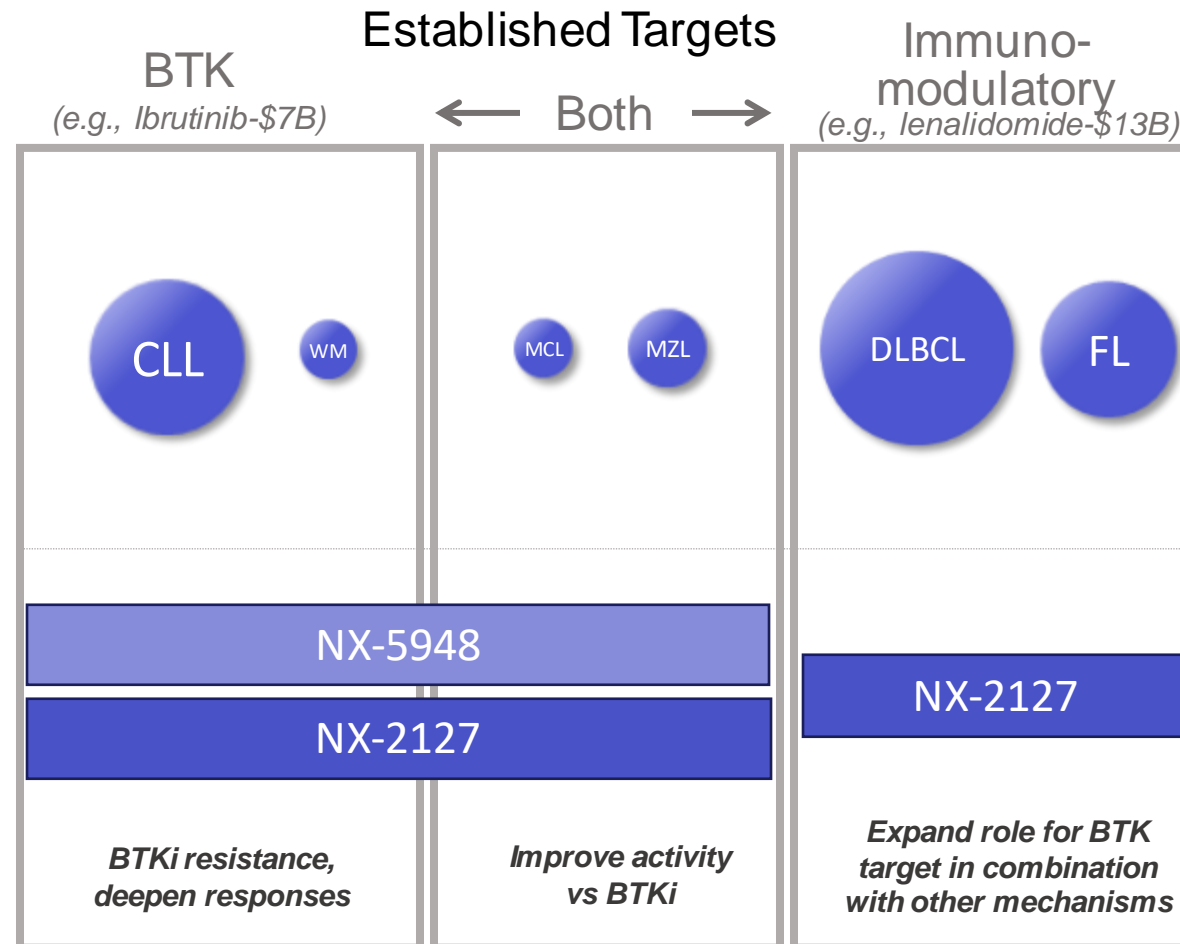 Established Targets
BTK
(e.g., Ibrutinib-$7B)
Both
Immuno-
modulatory
(e.g., lenalidomide-$13B)
CLL
WM
MCL
MZL
DLBCL
FL
NX-5948
NX-2127
NX-2127
BTKi resistance,
deepen responses
Improve activity
vs BTKi
Expand role for BTK
target in combination
with other mechanisms